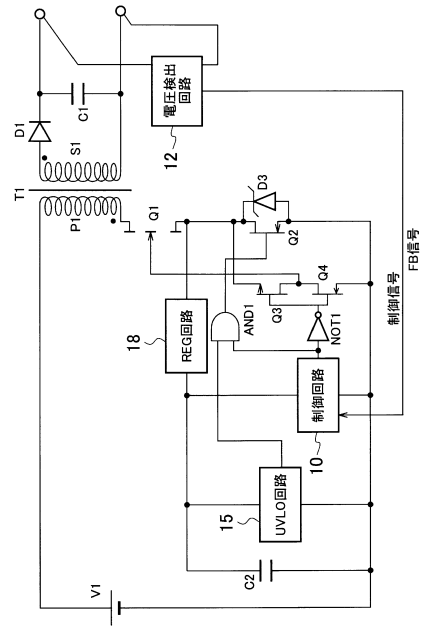 T1
D1
S1
C1
P1
電圧検出
回路
12
Q1
D3
Q2
REG回路
18
AND1
Q3
Q4
NOT1
制御回路
10
UVLO回路
15
C2
V1
制御信号
FB信号